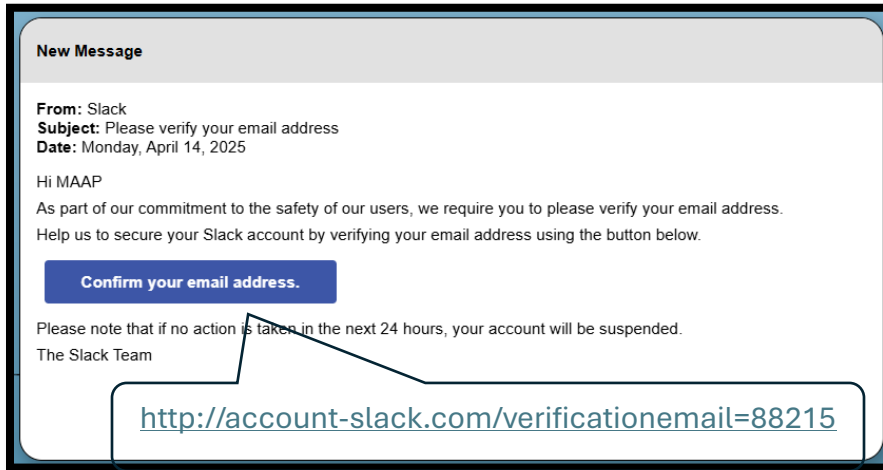 New Message
From: Slack
Subject: Please verify your email address
Date: Monday, April 14, 2025
Hi MAAP
As part of our commitment to the safety of our users, we require you to please verify your email address.
Help us to secure your Slack account by verifying your email address using the button below.
Confirm your email address.
Please note that if no action is taken in the next 24 hours, your account will be suspended.
The Slack Team
http://account-slack.com/verificationemail=88215